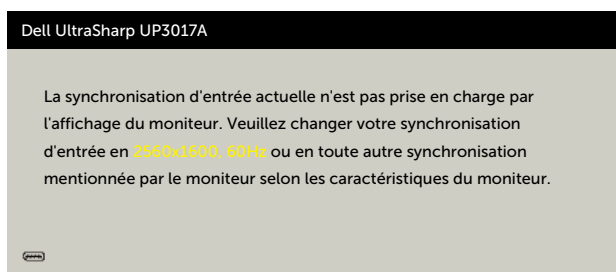 Dell UltraSharp UP3017A
La synchronisation d'entrée actuelle n'est pas prise en charge par
l'affichage du moniteur. Veuillez changer votre synchronisation
d'entrée en 2560x1600, 60Hz ou en toute autre synchronisation
mentionnée par le moniteur selon les caractéristiques du moniteur.